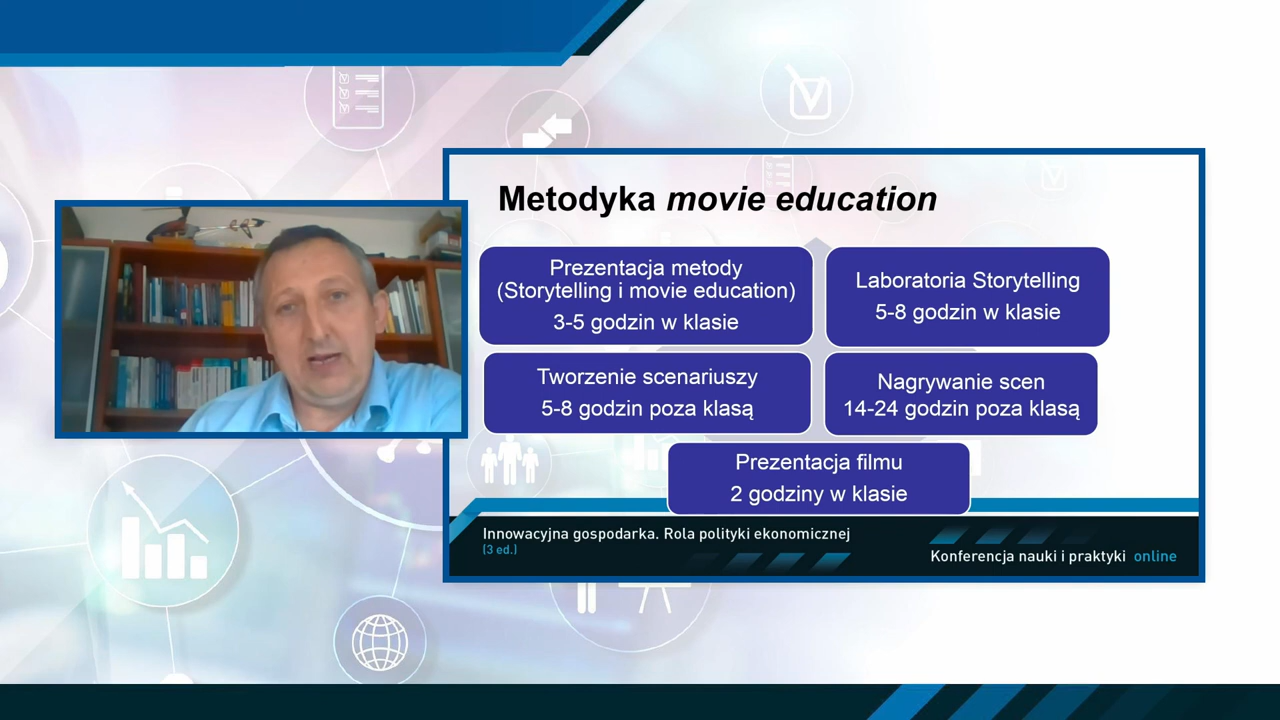 Metodyka movie education
Prezentacja metody
(Storytelling i movie education)
3-5 godzin w klasie
Laboratoria Storytelling
5-8 godzin w klasie
Tworzenie scenariuszy
5-8 godzin poza klasą
Nagrywanie scen
14-24 godzin poza klasą
Prezentacja filmu
2 godziny w klasie
Innowacyjna gospodarka. Rola polityki ekonomicznej
(3 ed.)
Konferencja nauki i praktyki online